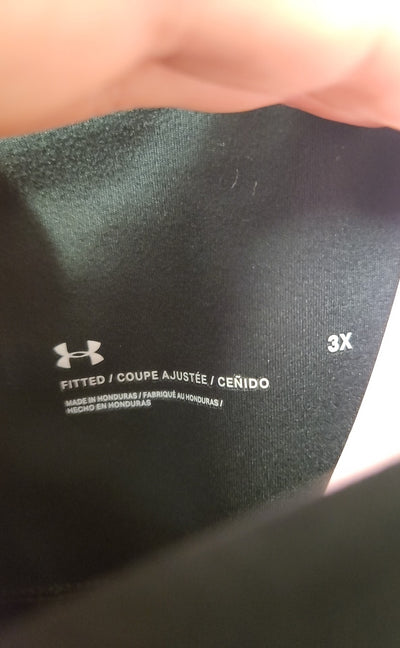 3X
FITTED / COUPE AJUSTÉE / CEÑIDO
MADE IN HONDURAS / FABRIQUÉ AU HONDURAS /
HECHO EN HONDURAS